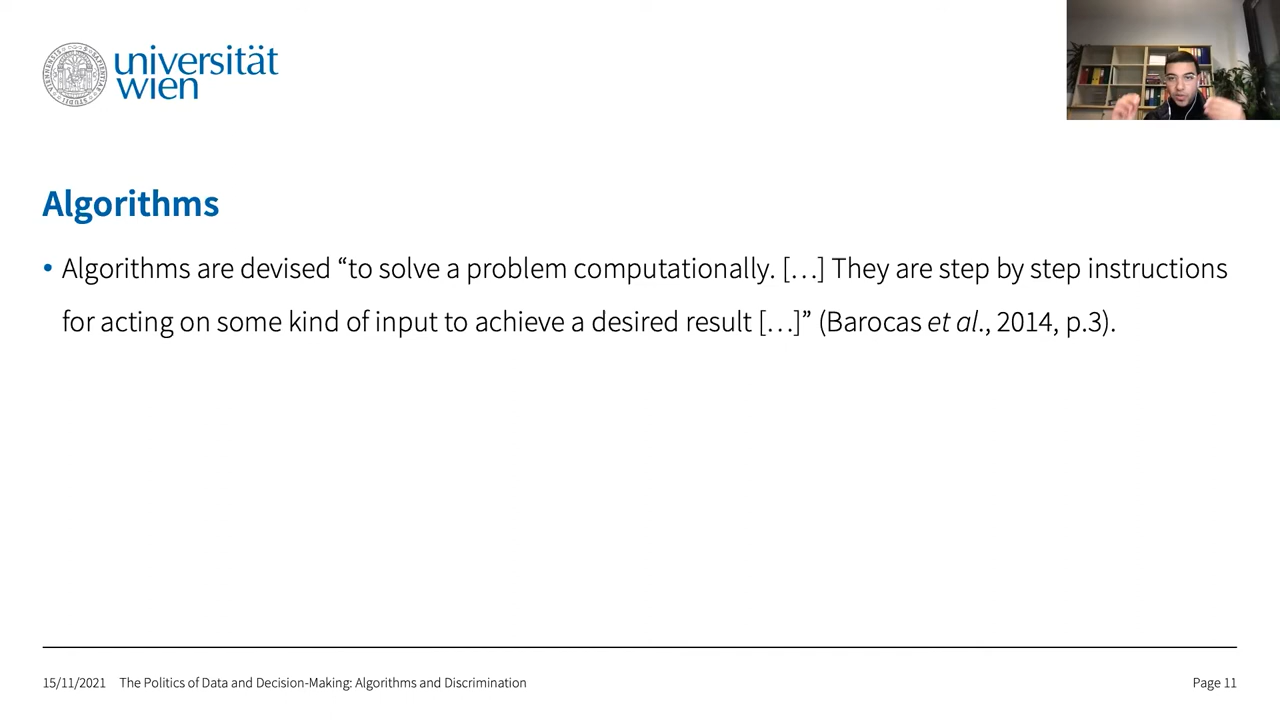 universität
wien
Algorithms
• Algorithms are devised “to solve a problem computationally. […] They are step by step instructions
for acting on some kind of input to achieve a desired result […]” (Barocas et al., 2014, p.3).
15/11/2021 The Politics of Data and Decision-Making: Algorithms and Discrimination Page 11